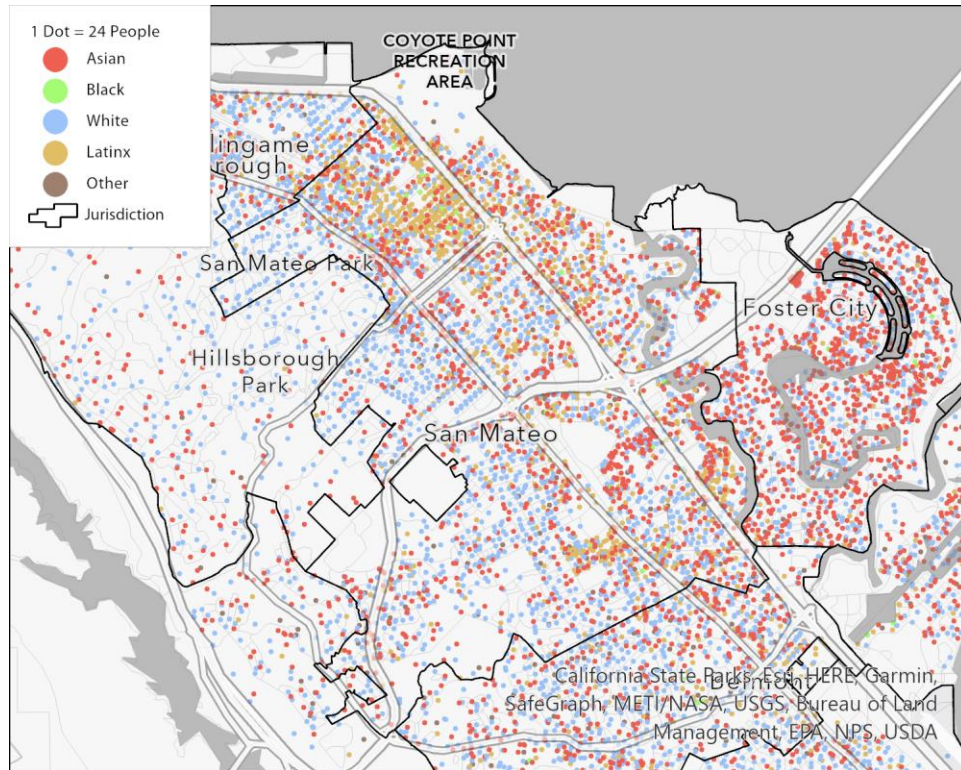 1 Dot = 24 People
Asian
Black
White
Latinx
Other
Jurisdiction
COYOTE POINT
RECREATION
AREA
lingame
rough
San Mateo Park
Foster City
Hillsborough
Park
San Mateo
California State Parks, Esri, HERE, Garmin,
SafeGraph, METI/NASA, USGS, Bureau of Land
Management, EPA, NPS, USDA